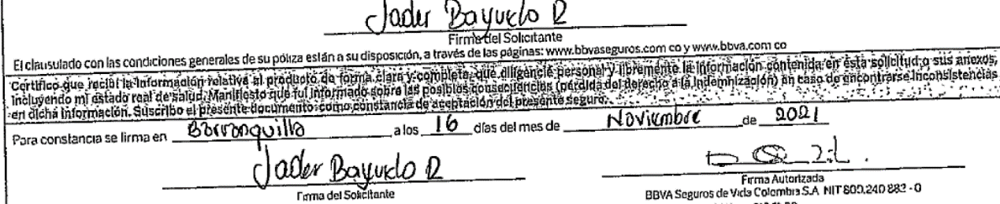 Jader Bayuelo R
Firma del Solicitante
El clausulado con las condiciones generales de su póliza están a su disposición, a través de las páginas: www.bbvaseguros.com co y www.bbva.com co
Certifico que recibí la información relativa al producto de forma clara y completa, que diligencié personal y libremente la información contenida en esta solicitud o sus anexos,
incluyendo mi estado real de salud. Manifiesto que fui informado sobre las posibles consecuencias (pérdida del derecho a la indemnización) en caso de encontrarse inconsistencias
en dicha información. Suscribo el presente documento como constancia de aceptación del presente seguro.
Para constancia se firma en Barranquilla a los 16 días del mes de Noviembre de 2021
Jader Bayuelo R
Firma del Solicitante
Firma Autorizada
BBVA Seguros de Vida Colombia S.A. NIT 800.240 882 - 0